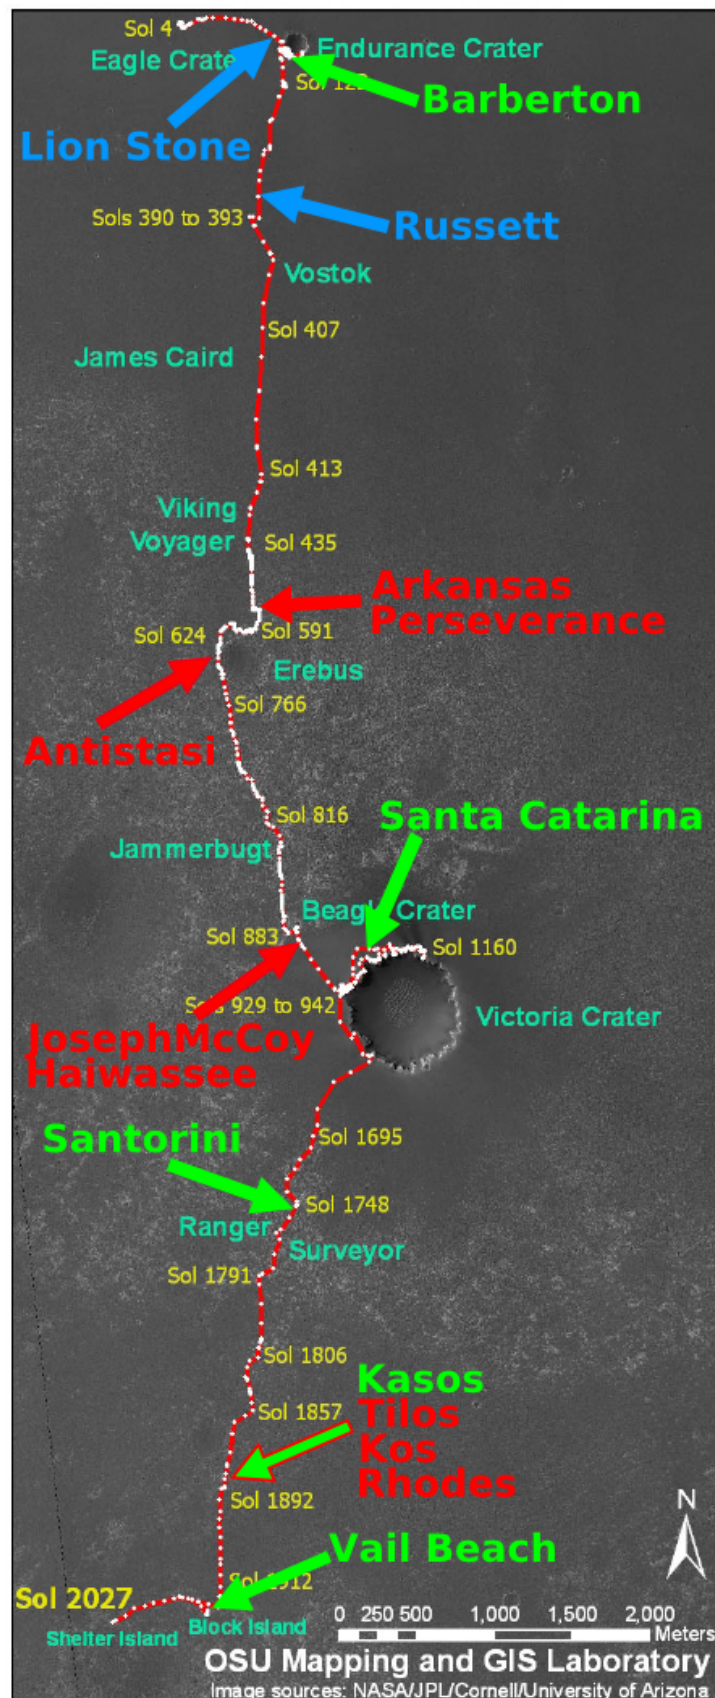 Sol 4
Eagle Crate
Endurance Crater
Barberton
Lion Stone
Sols 390 to 393
Russett
Vostok
Sol 407
James Caird
Sol 413
Viking
Voyager
Sol 435
Arkansas
Perseverance
Sol 624
Sol 591
Erebus
Sol 766
Antistasi
Santa Catarina
Sol 816
Jammerbugt
Beagle Crater
Sol 883
Sol 1160
Sols 929 to 942
Victoria Crater
JosephMcCoy
Haiwassee
Santorini
Sol 1695
Sol 1748
Ranger
Surveyor
Sol 1791
Sol 1806
Kasos
Sol 1857
Tilos
Kos
Rhodes
Sol 1892
N
Vail Beach
Sol 2027
Block Island
Shelter Island
0 250 500 1,000 1,500 2,000
Meters
OSU Mapping and GIS Laboratory
Image sources: NASA/JPL/Cornell/University of Arizona